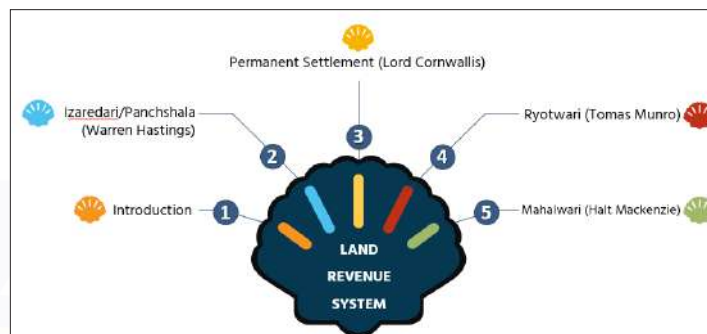 Permanent Settlement (Lord Cornwallis)
Izaredari/Panchshala
(Warren Hastings)
Ryotwari (Tomas Munro)
3
2
4
Introduction
1
5
Mahalwari (Halt Mackenzie)
LAND
REVENUE
SYSTEM